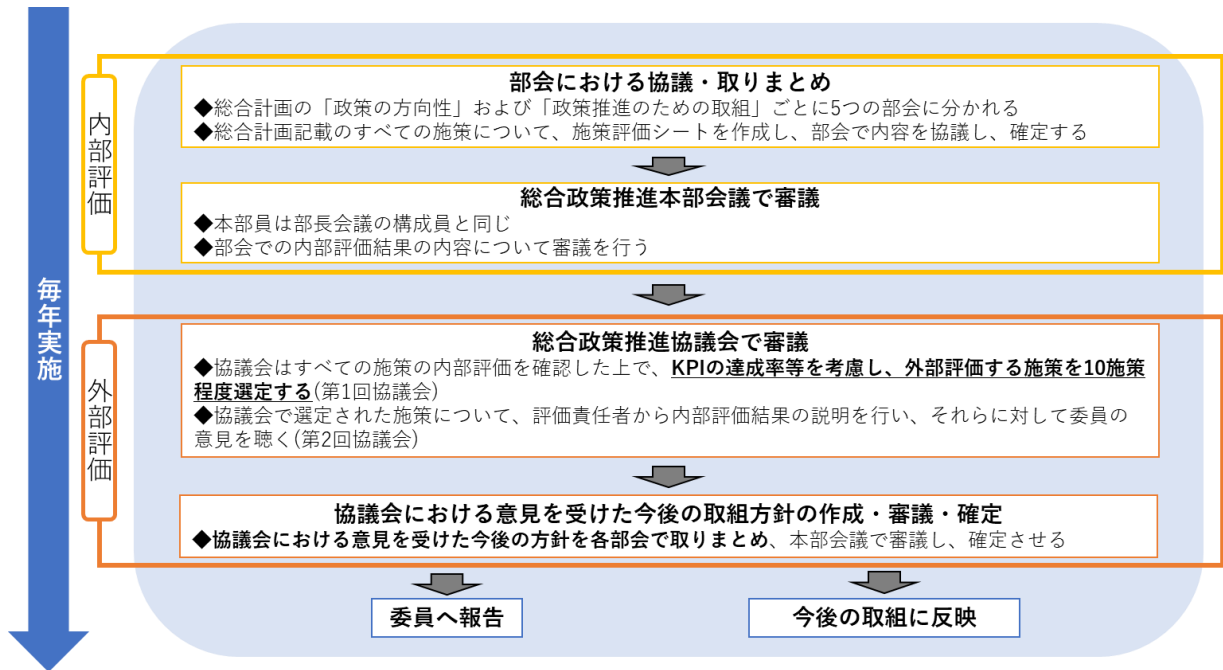 毎年実施
内部評価
部会における協議・取りまとめ
◆総合計画の「政策の方向性」および「政策推進のための取組」ごとに5つの部会に分かれる
◆総合計画記載のすべての施策について、施策評価シートを作成し、部会で内容を協議し、確定する
総合政策推進本部会議で審議
◆本部員は部長会議の構成員と同じ
◆部会での内部評価結果の内容について審議を行う
外部評価
総合政策推進協議会で審議
◆協議会はすべての施策の内部評価を確認した上で、KPIの達成率等を考慮し、外部評価する施策を10施策
程度選定する(第1回協議会)
◆協議会で選定された施策について、評価責任者から内部評価結果の説明を行い、それらに対して委員の
意見を聴く(第2回協議会)
協議会における意見を受けた今後の取組方針の作成・審議・確定
◆協議会における意見を受けた今後の方針を各部会で取りまとめ、本部会議で審議し、確定させる
委員へ報告
今後の取組に反映